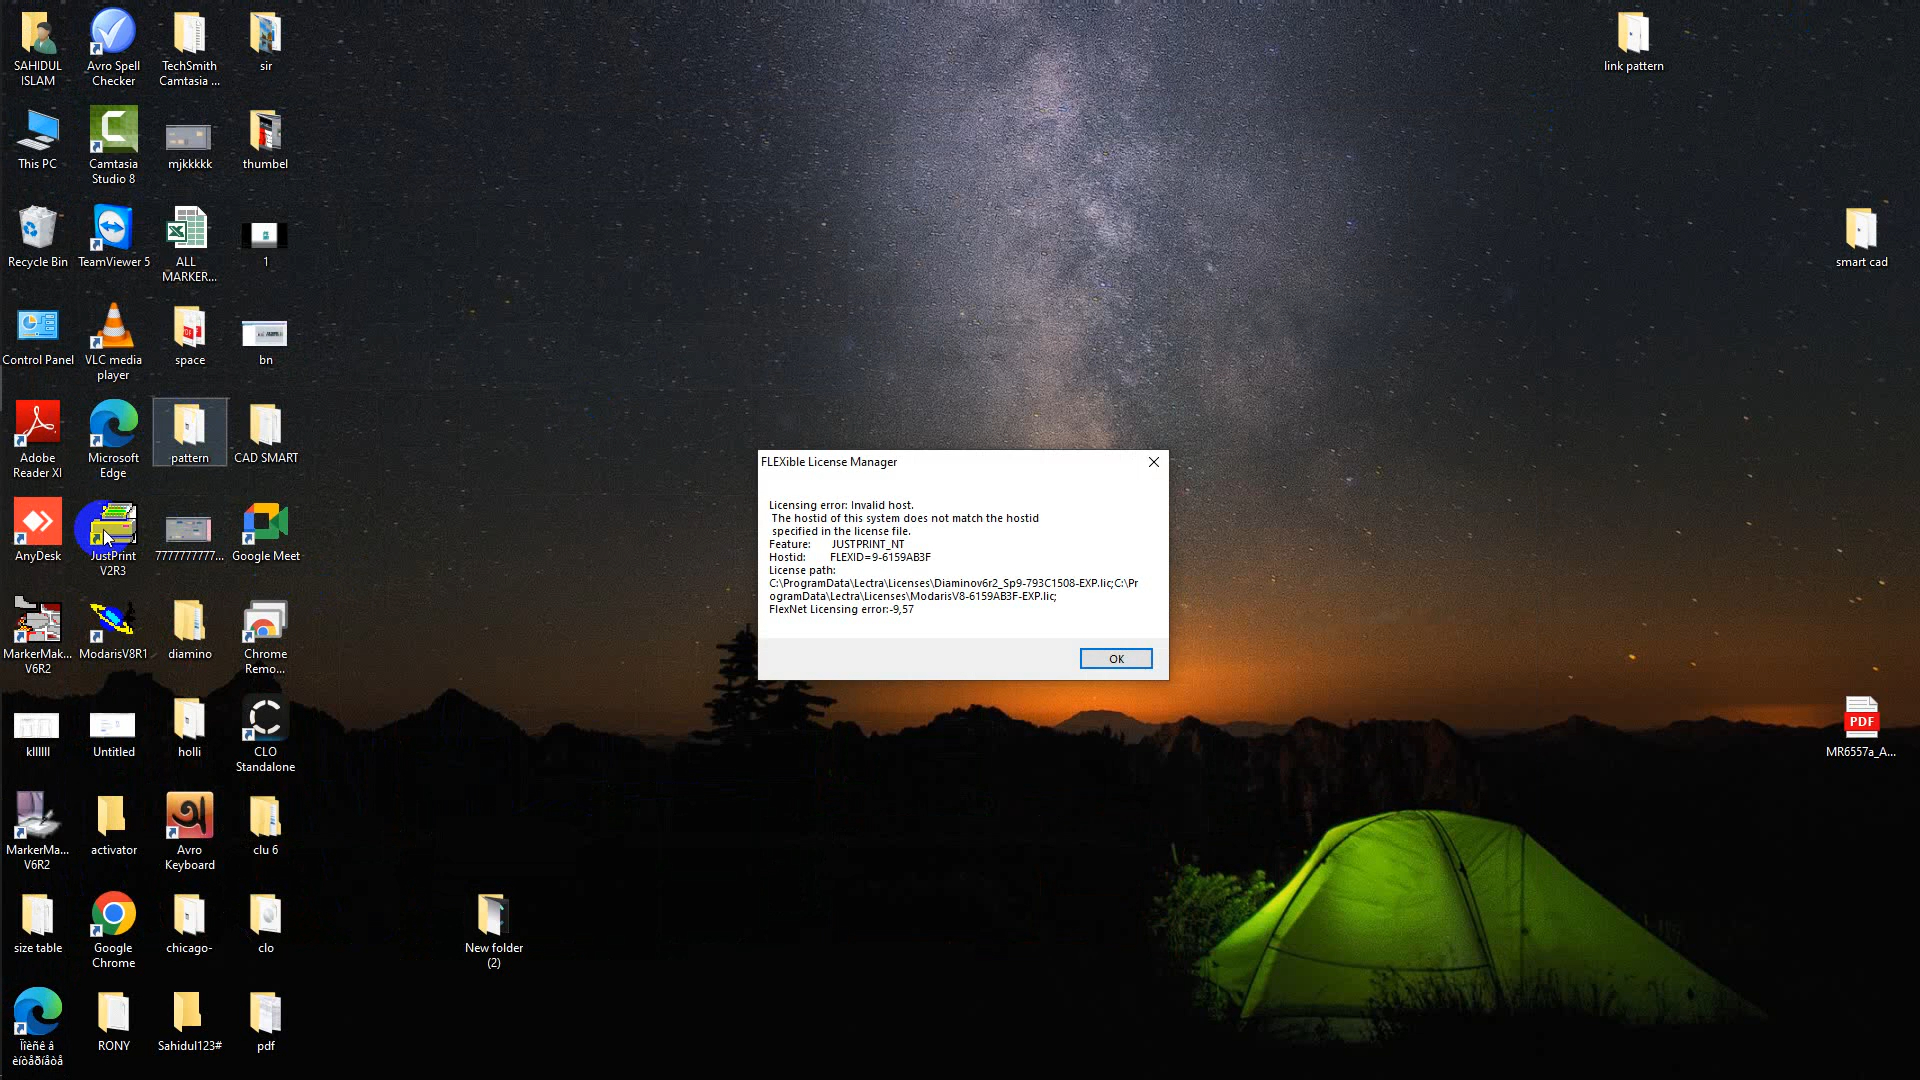 SAHIDUL
ISLAM
Avro Spell
Checker
TechSmith
Camtasia ...
sir
link pattern
This PC
Camtasia
Studio 8
mjkkkkk
thumbel
Recycle Bin
TeamViewer 5
ALL
MARKER...
1
smart cad
Control Panel
VLC media
player
space
bn
Adobe
Reader XI
Microsoft
Edge
pattern
CAD SMART
AnyDesk
JustPrint
V2R3
7777777777...
Google Meet
MarkerMak...
V6R2
ModarisV8R1
diamino
Chrome
Remo...
FLEXible License Manager
Licensing error: Invalid host.
The hostid of this system does not match the hostid
specified in the license file.
Feature: JUSTPRINT_NT
Hostid: FLEXID=9-6159AB3F
License path:
C:\ProgramData\Lectra\Licenses\Diaminov6r2_Sp9-793C1508-EXP.lic;C:\Pr
ogramData\Lectra\Licenses\ModarisV8-6159AB3F-EXP.lic;
FlexNet Licensing error:-9,57
OK
Untitled
holli
CLO
Standalone
PDF
MR6557a_A...
MarkerMa...
V6R2
activator
অ
Avro
Keyboard
clu 6
size table
Google
Chrome
chicago-
clo
New folder
(2)
Ïîèñê â
èíòåðíåòå
RONY
Sahidul123#
pdf